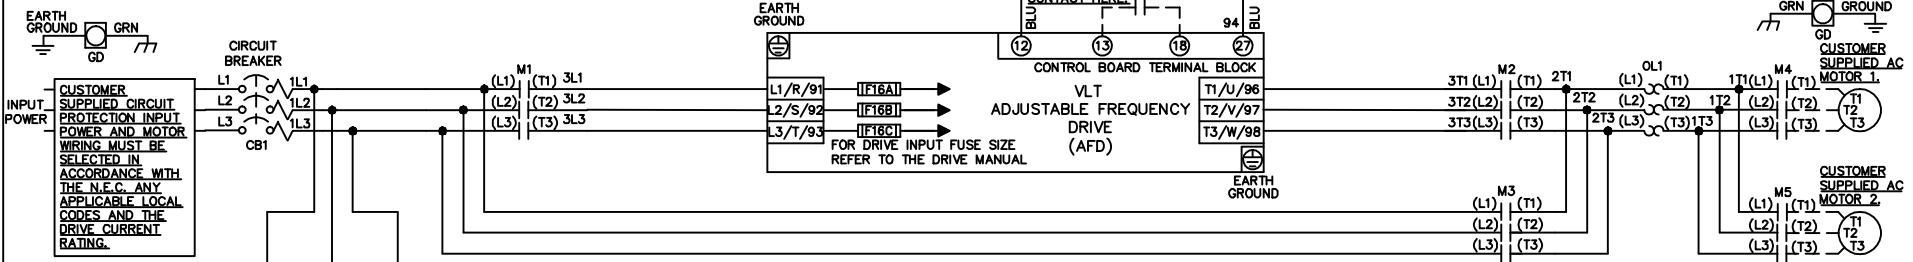 EARTH
GROUND
GRN
GD
CIRCUIT
BREAKER
INPUT
POWER
CUSTOMER
SUPPLIED CIRCUIT
PROTECTION INPUT
POWER AND MOTOR
WIRING MUST BE
SELECTED IN
ACCORDANCE WITH
THE N.E.C. ANY
APPLICABLE LOCAL
CODES AND THE
DRIVE CURRENT
RATING.
L1 1L1
L2 1L2
L3 1L3
CB1
M1
(L1) (T1) 3L1
(L2) (T2) 3L2
(L3) (T3) 3L3
EARTH
GROUND
BLU
CONTACT HERE.
94 BLU
12 13 18 27
CONTROL BOARD TERMINAL BLOCK
L1/R/91 IF16A
L2/S/92 IF16B
L3/T/93 IF16C
FOR DRIVE INPUT FUSE SIZE
REFER TO THE DRIVE MANUAL
VLT
ADJUSTABLE FREQUENCY
DRIVE
(AFD)
T1/U/96
T2/V/97
T3/W/98
EARTH
GROUND
M2
3T1 (L1) (T1) 2T1
3T2 (L2) (T2) 2T2
3T3 (L3) (T3) 2T3
OL1
(L1) (T1) 1T1
(L2) (T2) 1T2
(L3) (T3) 1T3
M4
(L1) (T1)
(L2) (T2)
(L3) (T3)
GRN GROUND
GD
CUSTOMER
SUPPLIED AC
MOTOR 1.
T1
T2
T3
M3
(L1) (T1)
(L2) (T2)
(L3) (T3)
M5
(L1) (T1)
(L2) (T2)
(L3) (T3)
CUSTOMER
SUPPLIED AC
MOTOR 2.
T1
T2
T3